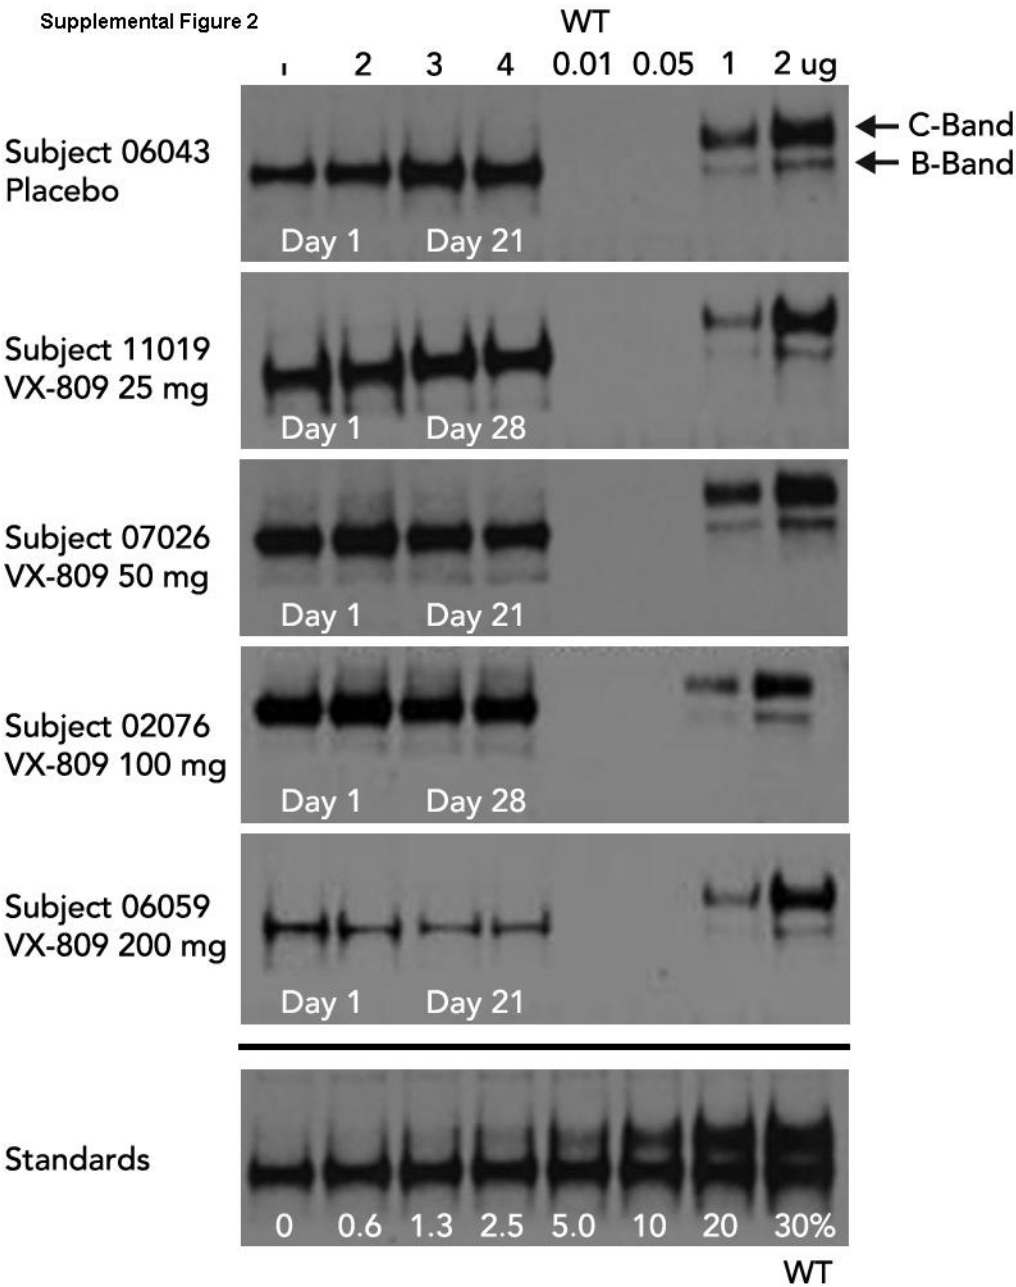 Supplemental Figure 2
WT
2 3 4 0.01 0.05 1 2 ug
C-Band
B-Band
Subject 06043
Placebo
Day 1 Day 21
Subject 11019
VX-809 25 mg
Day 1 Day 28
Subject 07026
VX-809 50 mg
Day 1 Day 21
Subject 02076
VX-809 100 mg
Day 1 Day 28
Subject 06059
VX-809 200 mg
Day 1 Day 21
Standards
0 0.6 1.3 2.5 5.0 10 20 30%
WT